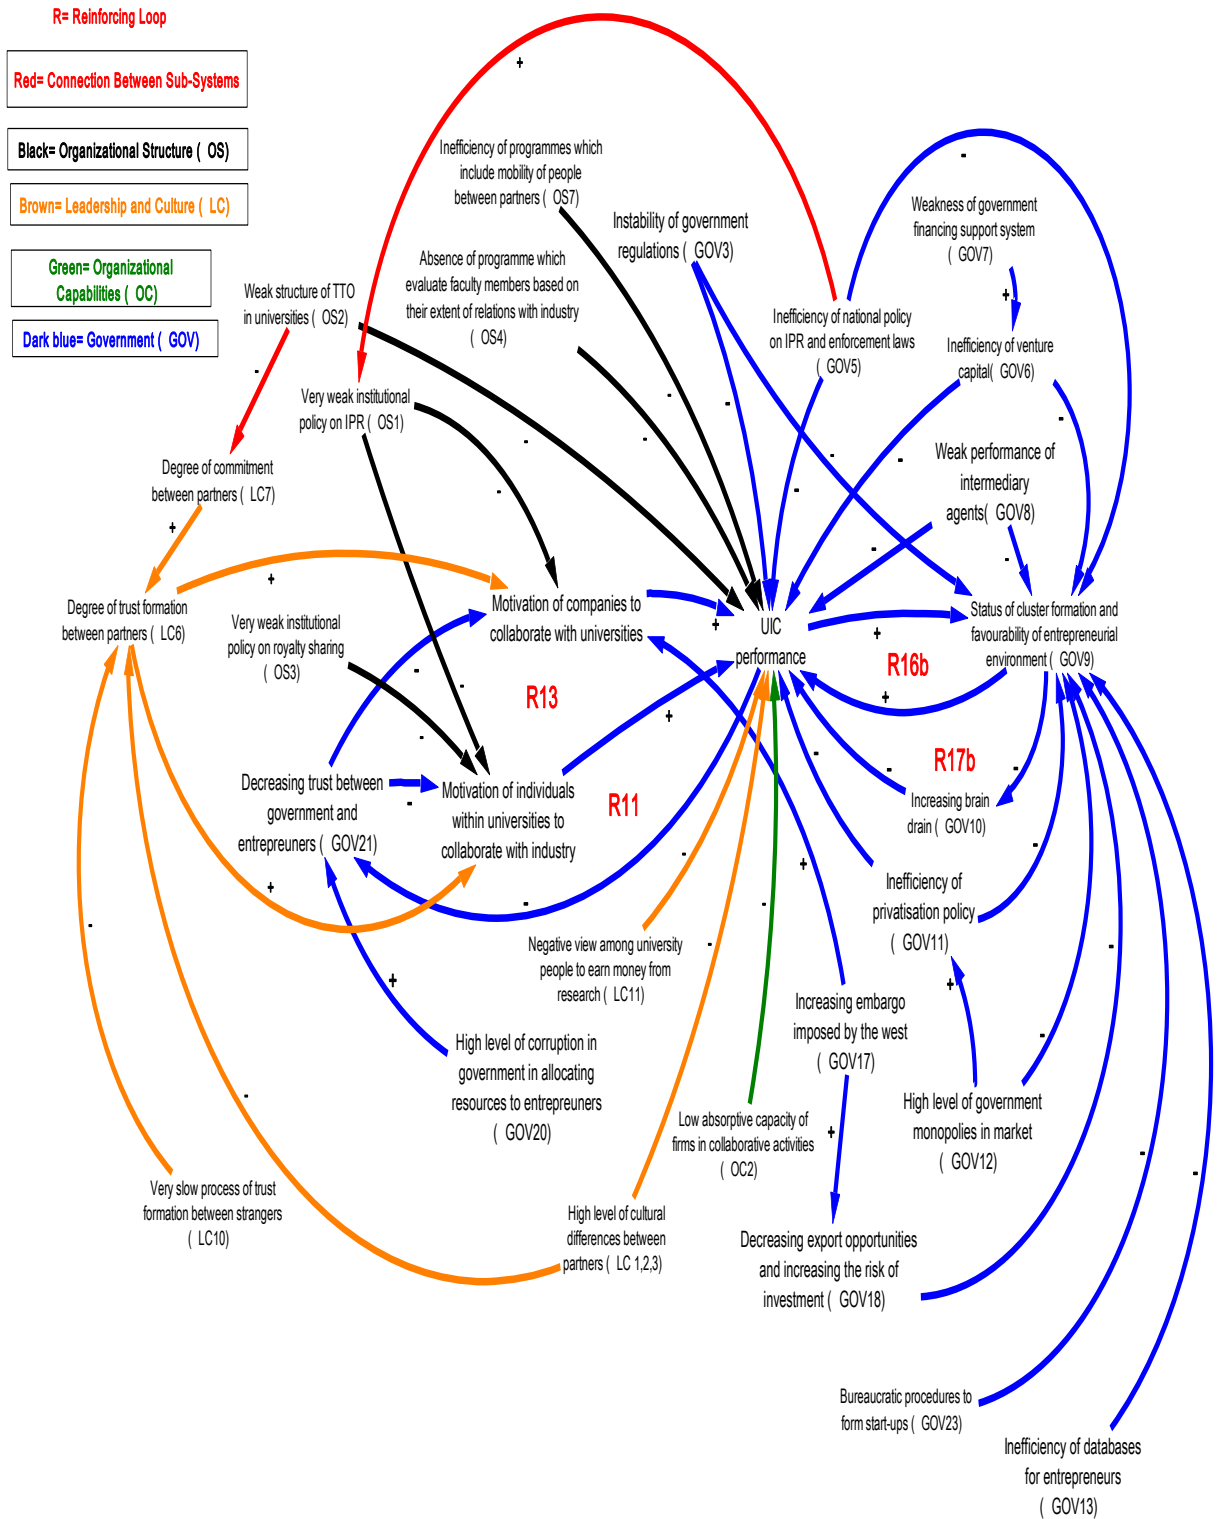 R= Reinforcing Loop
Red= Connection Between Sub-Systems
Black= Organizational Structure ( OS)
Brown= Leadership and Culture ( LC)
Green= Organizational
Capabilities ( OC)
Dark blue= Government ( GOV)
Inefficiency of programmes which
include mobility of people
between partners ( OS7)
Instability of government
regulations ( GOV3)
Weakness of government
financing support system
( GOV7)
Absence of programme which
evaluate faculty members based on
their extent of relations with industry
( OS4)
Weak structure of TTO
in universities ( OS2)
Inefficiency of national policy
on IPR and enforcement laws
( GOV5)
Inefficiency of venture
capital( GOV6)
Very weak institutional
policy on IPR ( OS1)
Weak performance of
intermediary
agents( GOV8)
Degree of commitment
between partners ( LC7)
Degree of trust formation
between partners ( LC6)
Motivation of companies to
collaborate with universities
UIC
performance
Status of cluster formation and
favourability of entrepreneurial
environment ( GOV9)
Very weak institutional
policy on royalty sharing
( OS3)
R16b
R13
R17b
R11
Decreasing trust between
government and
entrepreuners ( GOV21)
Motivation of individuals
within universities to
collaborate with industry
Increasing brain
drain ( GOV10)
Inefficiency of
privatisation policy
( GOV11)
Negative view among university
people to earn money from
research ( LC11)
Increasing embargo
imposed by the west
( GOV17)
High level of corruption in
government in allocating
resources to entrepreuners
( GOV20)
Low absorptive capacity of
firms in collaborative activities
( OC2)
High level of government
monopolies in market
( GOV12)
Very slow process of trust
formation between strangers
( LC10)
High level of cultural
differences between
partners ( LC 1,2,3)
Decreasing export opportunities
and increasing the risk of
investment ( GOV18)
Bureaucratic procedures to
form start-ups ( GOV23)
Inefficiency of databases
for entrepreneurs
( GOV13)